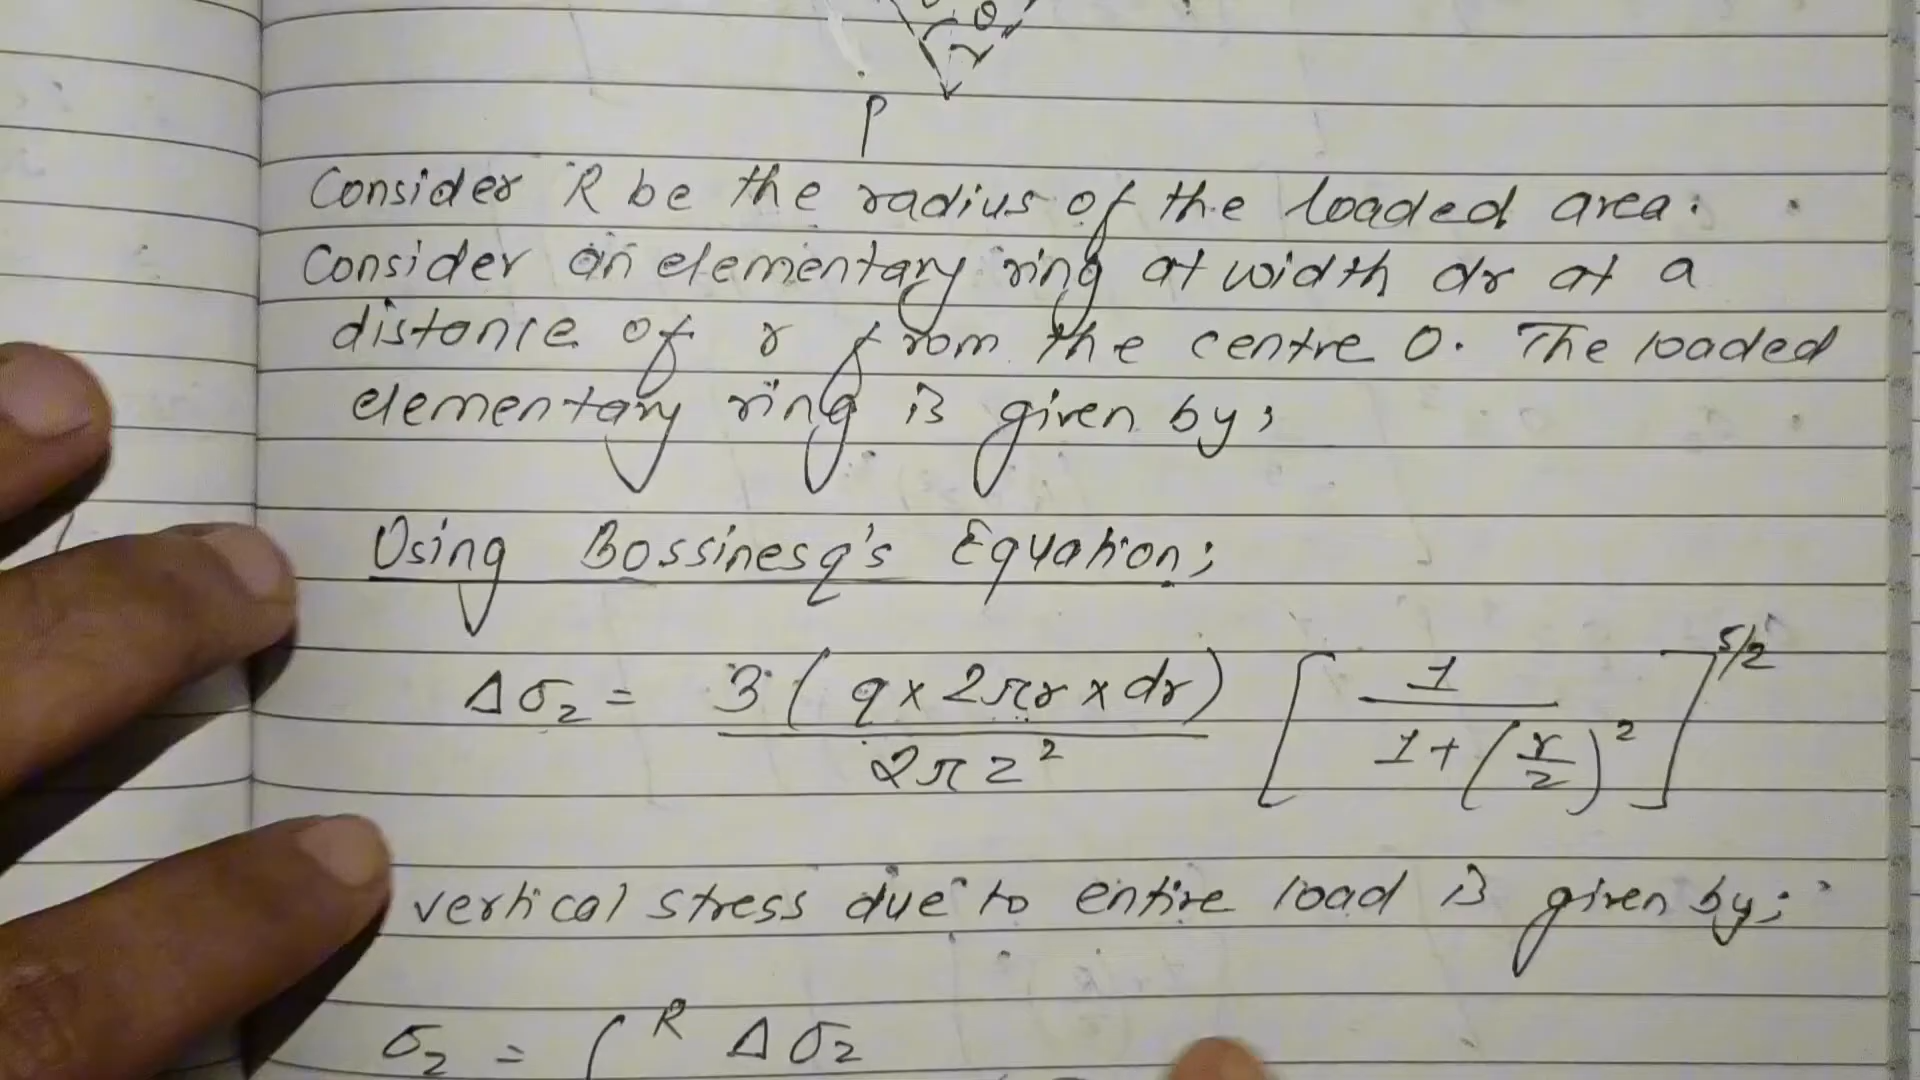 θ
P
Consider R be the radius of the loaded area.
Consider an elementary ring at width dr at a
distance of r from the centre O. The loaded
elementary ring is given by;
Using Bossinesq's Equation;
Δσz = 3(q×2πr×dr)/2πz² [1/1+(r/z)²]^5/2
vertical stress due to entire load is given by;
σz = ∫^R Δσz